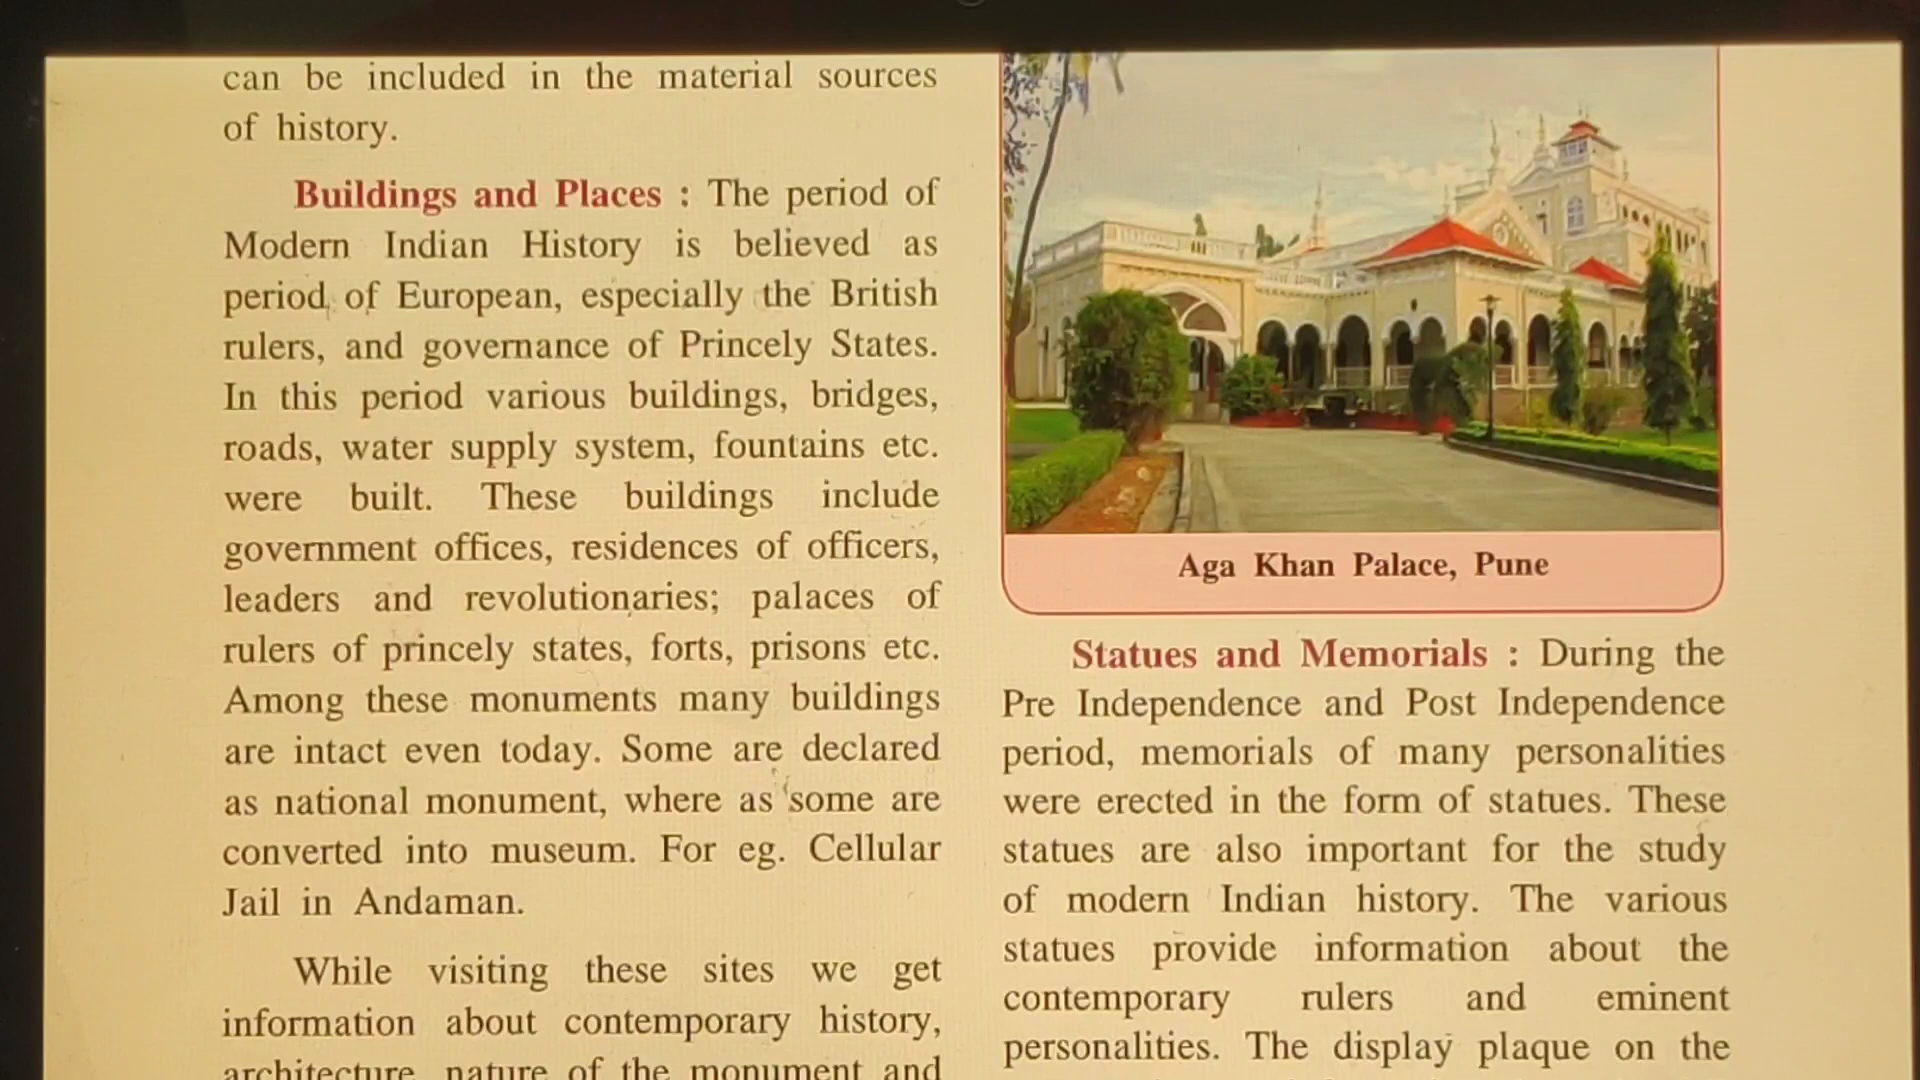 can be included in the material sources
of history.
Buildings and Places : The period of
Modern Indian History is believed as
period of European, especially the British
rulers, and governance of Princely States.
In this period various buildings, bridges,
roads, water supply system, fountains etc.
were built. These buildings include
government offices, residences of officers,
leaders and revolutionaries; palaces of
rulers of princely states, forts, prisons etc.
Among these monuments many buildings
are intact even today. Some are declared
as national monument, where as some are
converted into museum. For eg. Cellular
Jail in Andaman.
While visiting these sites we get
information about contemporary history,
architecture, nature of the monument and
Aga Khan Palace, Pune
Statues and Memorials : During the
Pre Independence and Post Independence
period, memorials of many personalities
were erected in the form of statues. These
statues are also important for the study
of modern Indian history. The various
statues provide information about the
contemporary rulers and eminent
personalities. The display plaque on the